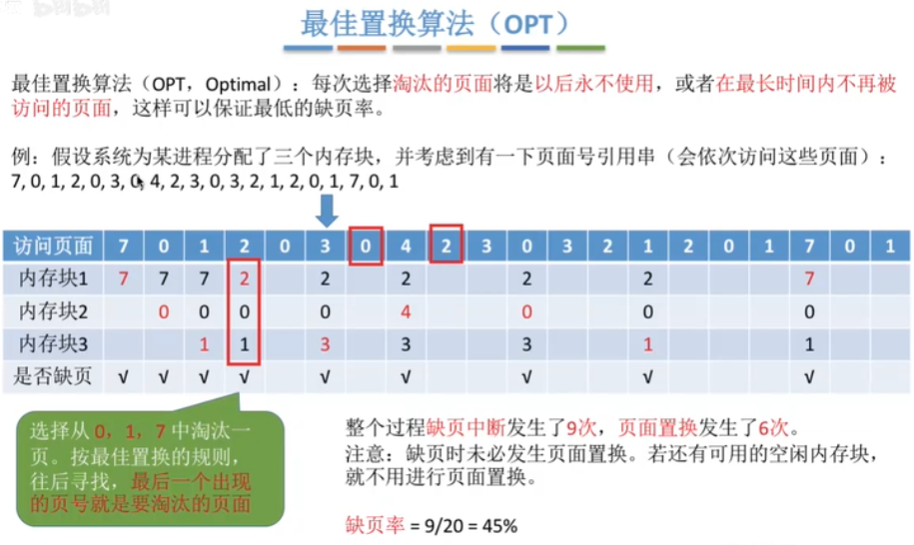 最佳置换算法（OPT）
最佳置换算法（OPT，Optimal）：每次选择淘汰的页面将是以后永不使用，或者在最长时间内不再被
访问的页面，这样可以保证最低的缺页率。
例：假设系统为某进程分配了三个内存块，并考虑到有一下页面号引用串（会依次访问这些页面）：
7, 0, 1, 2, 0, 3, 0, 4, 2, 3, 0, 3, 2, 1, 2, 0, 1, 7, 0, 1
访问页面 7 0 1 2 0 3 0 4 2 3 0 3 2 1 2 0 1 7 0 1
内存块1 7 7 7 2 2 2 2 2 7
内存块2 0 0 0 0 4 0 0 0
内存块3 1 1 3 3 3 1 1
是否缺页 √ √ √ √ √ √ √ √ √
选择从 0，1，7 中淘汰一
页。按最佳置换的规则，
往后寻找，最后一个出现
的页号就是要淘汰的页面
整个过程缺页中断发生了9次，页面置换发生了6次。
注意：缺页时未必发生页面置换。若还有可用的空闲内存块，
就不用进行页面置换。
缺页率 = 9/20 = 45%